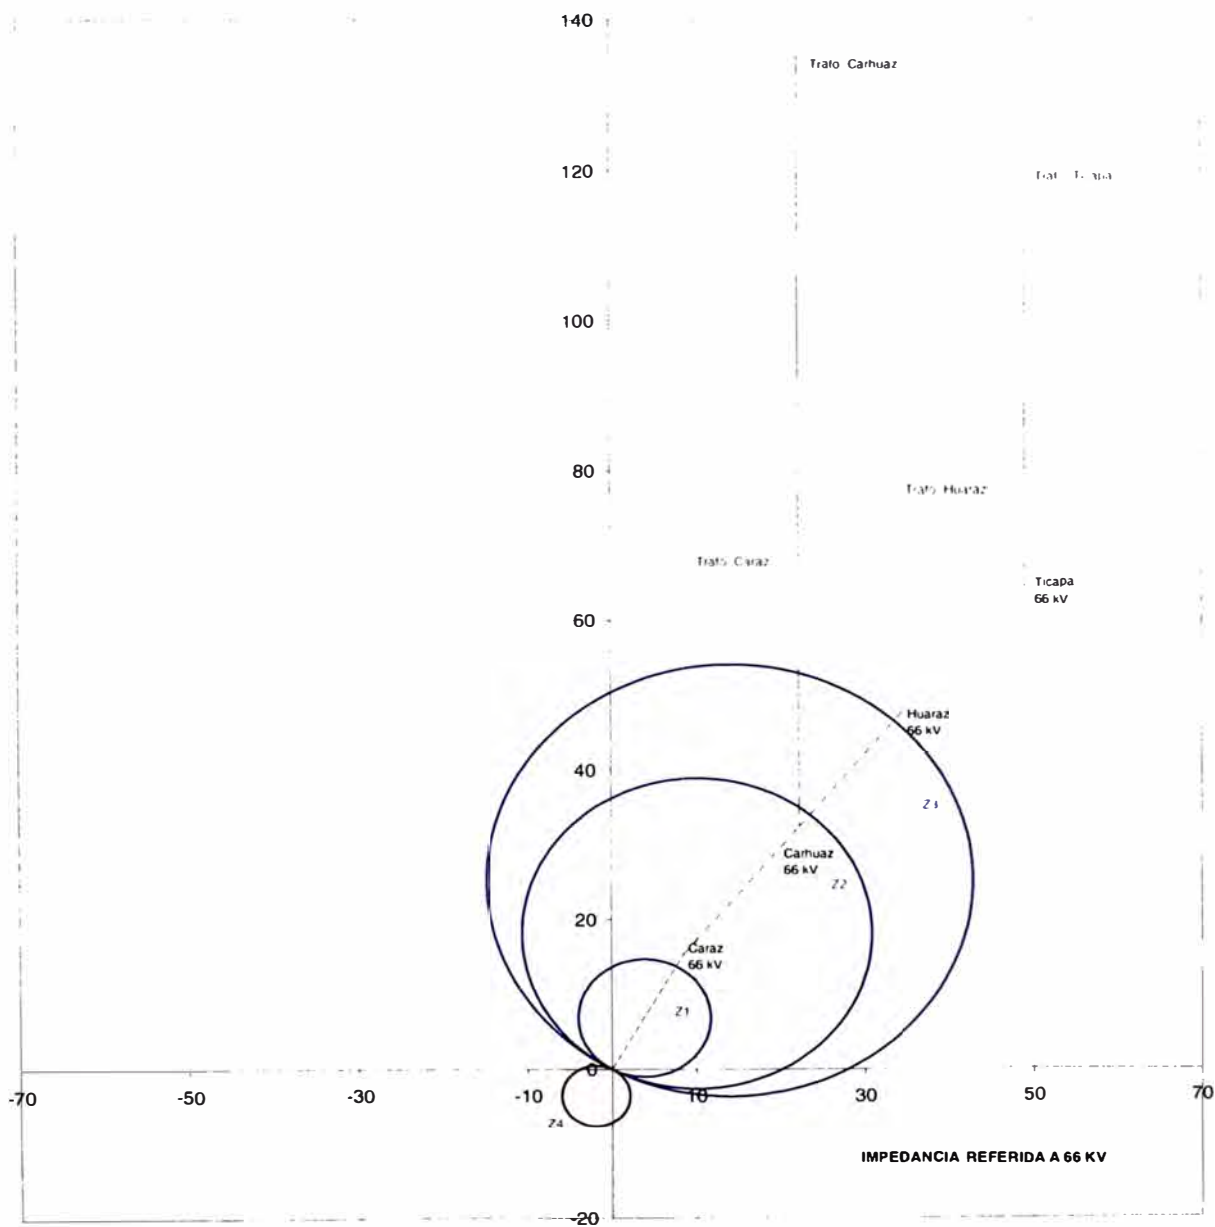 140
Trafo Carhuaz
120
Trafo Ticapa
100
80
Trafo Huaraz
Trafo Caraz
Ticapa
66 kV
60
Huaraz
66 kV
40
Z3
Carhuaz
66 kV
Z2
20
Caraz
66 kV
Z1
0
-70
-50
-30
-10
10
30
50
70
Z4
IMPEDANCIA REFERIDA A 66 KV
-20